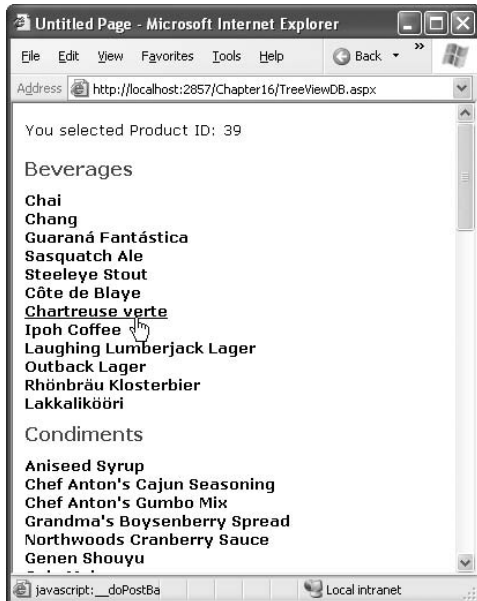 Untitled Page - Microsoft Internet Explorer
File Edit View Favorites Tools Help Back »
Address http://localhost:2857/Chapter16/TreeViewDB.aspx
You selected Product ID: 39
Beverages
Chai
Chang
Guaraná Fantástica
Sasquatch Ale
Steeleye Stout
Côte de Blaye
Chartreuse verte
Ipoh Coffee
Laughing Lumberjack Lager
Outback Lager
Rhönbräu Klosterbier
Lakkalikööri
Condiments
Aniseed Syrup
Chef Anton's Cajun Seasoning
Chef Anton's Gumbo Mix
Grandma's Boysenberry Spread
Northwoods Cranberry Sauce
Genen Shouyu
javascript:__doPostBa Local intranet